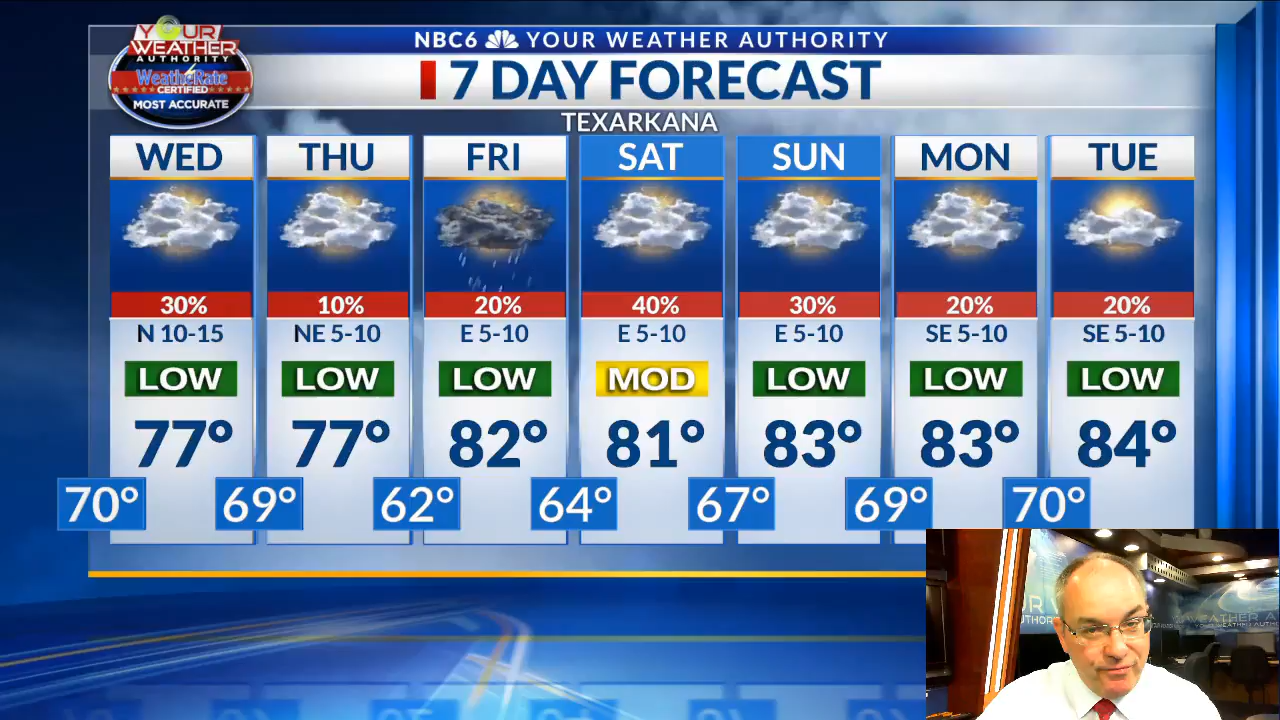 YOUR
WEATHER
AUTHORITY
WeatheRate
CERTIFIED
MOST ACCURATE
NBC6 YOUR WEATHER AUTHORITY
7 DAY FORECAST
TEXARKANA
WED THU FRI SAT SUN MON TUE
30% 10% 20% 40% 30% 20% 20%
N 10-15 NE 5-10 E 5-10 E 5-10 E 5-10 SE 5-10 SE 5-10
LOW LOW LOW MOD LOW LOW LOW
77° 77° 82° 81° 83° 83° 84°
70° 69° 62° 64° 67° 69° 70°